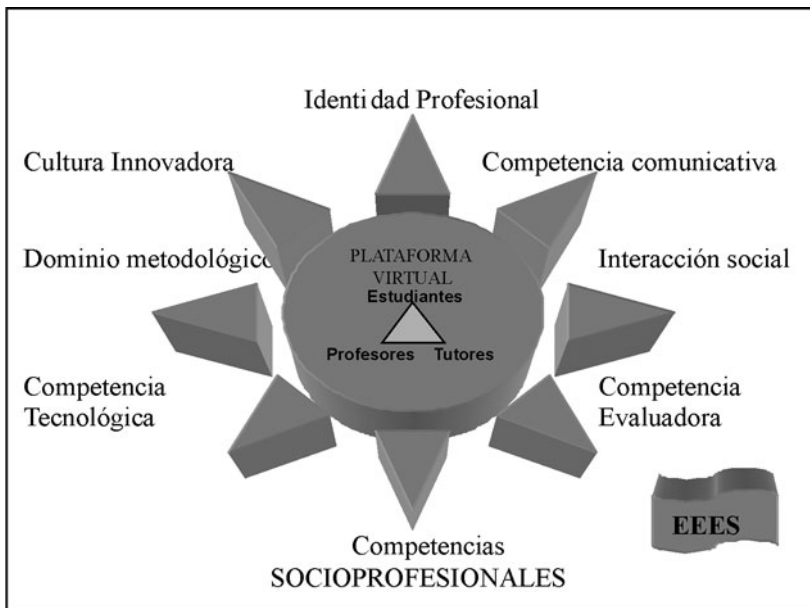 Identidad Profesional
Cultura Innovadora
Competencia comunicativa
Dominio metodológico
PLATAFORMA
VIRTUAL
Estudiantes
Interacción social
Profesores
Tutores
Competencia
Tecnológica
Competencia
Evaluadora
EEES
Competencias
SOCIOPROFESIONALES